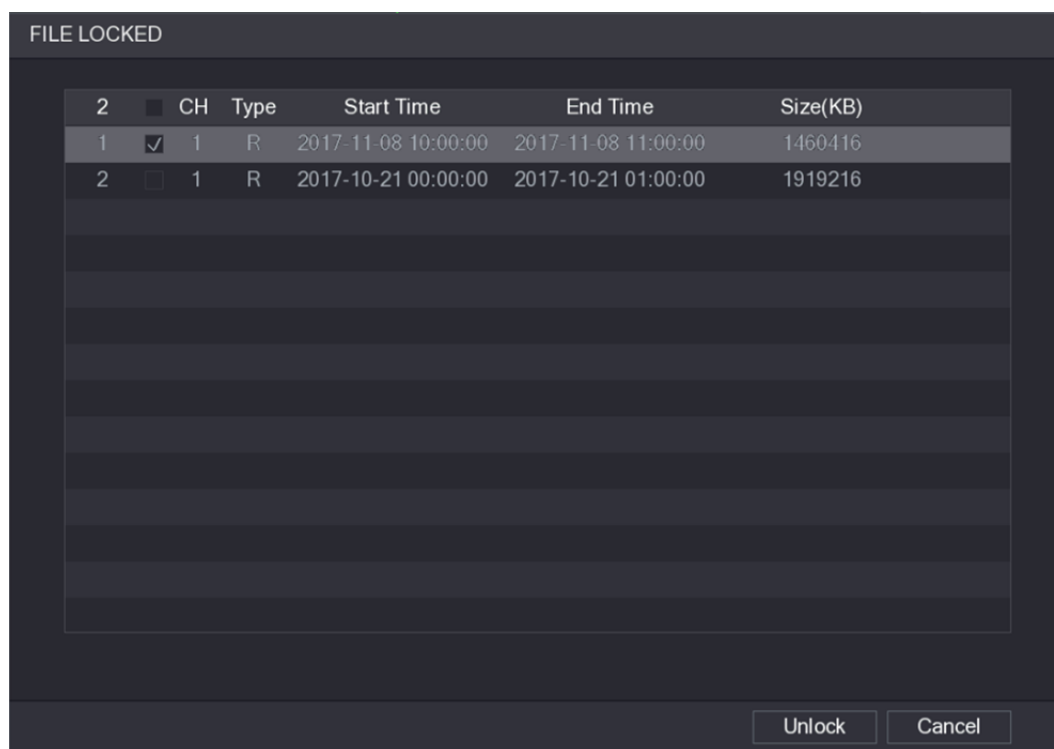 FILE LOCKED
2 CH Type Start Time End Time Size(KB)
1 1 R 2017-11-08 10:00:00 2017-11-08 11:00:00 1460416
2 1 R 2017-10-21 00:00:00 2017-10-21 01:00:00 1919216
Unlock Cancel